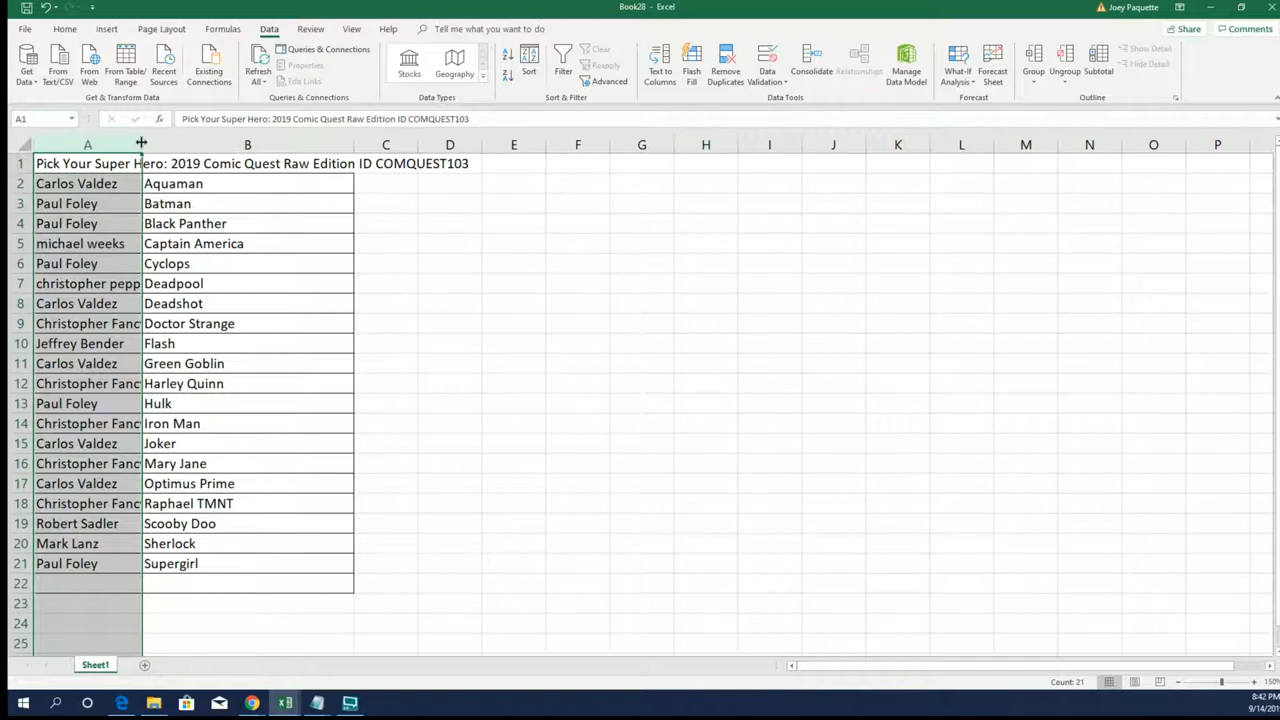 Book28 - Excel
Joey Paquette
File Home Insert Page Layout Formulas Data Review View Help Tell me what you want to do
Share Comments
Get Data From Text/CSV From Web From Table/Range Recent Sources Existing Connections
Refresh All Queries & Connections Properties Edit Links
Stocks Geography
Sort Filter Clear Reapply Advanced
Text to Columns Flash Fill Remove Duplicates Data Validation Consolidate Relationships Manage Data Model
What-If Analysis Forecast Sheet
Group Ungroup Subtotal Show Detail Hide Detail
Get & Transform Data Queries & Connections Data Types Sort & Filter Data Tools Forecast Outline
A1 fx Pick Your Super Hero: 2019 Comic Quest Raw Edition ID COMQUEST103
A B C D E F G H I J K L M N O P
1 Pick Your Super Hero: 2019 Comic Quest Raw Edition ID COMQUEST103
2 Carlos Valdez Aquaman
3 Paul Foley Batman
4 Paul Foley Black Panther
5 michael weeks Captain America
6 Paul Foley Cyclops
7 christopher pepp Deadpool
8 Carlos Valdez Deadshot
9 Christopher Fanc Doctor Strange
10 Jeffrey Bender Flash
11 Carlos Valdez Green Goblin
12 Christopher Fanc Harley Quinn
13 Paul Foley Hulk
14 Christopher Fanc Iron Man
15 Carlos Valdez Joker
16 Christopher Fanc Mary Jane
17 Carlos Valdez Optimus Prime
18 Christopher Fanc Raphael TMNT
19 Robert Sadler Scooby Doo
20 Mark Lanz Sherlock
21 Paul Foley Supergirl
22
23
24
25
Sheet1
Count: 21 150%
8:42 PM
9/14/20